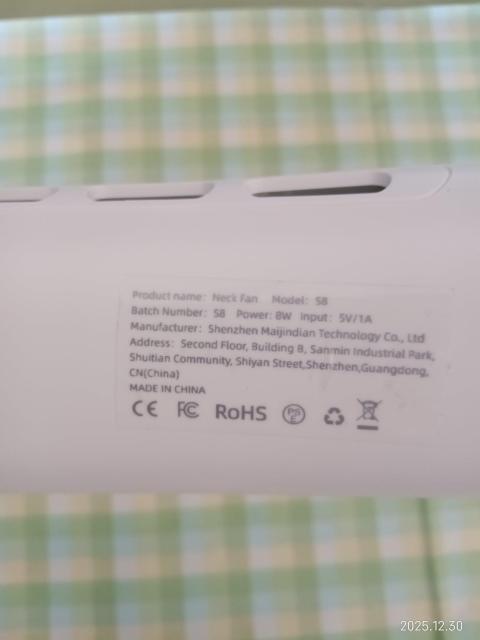 Product name: Neck Fan Model: S8
Batch Number: S8 Power: 8W Input: 5V/1A
Manufacturer: Shenzhen Maijindian Technology Co., Ltd
Address: Second Floor, Building B, Sanmin Industrial Park,
Shuitian Community, Shiyan Street,Shenzhen,Guangdong,
CN(China)
MADE IN CHINA
CE FC RoHS PSE
2025.12.30